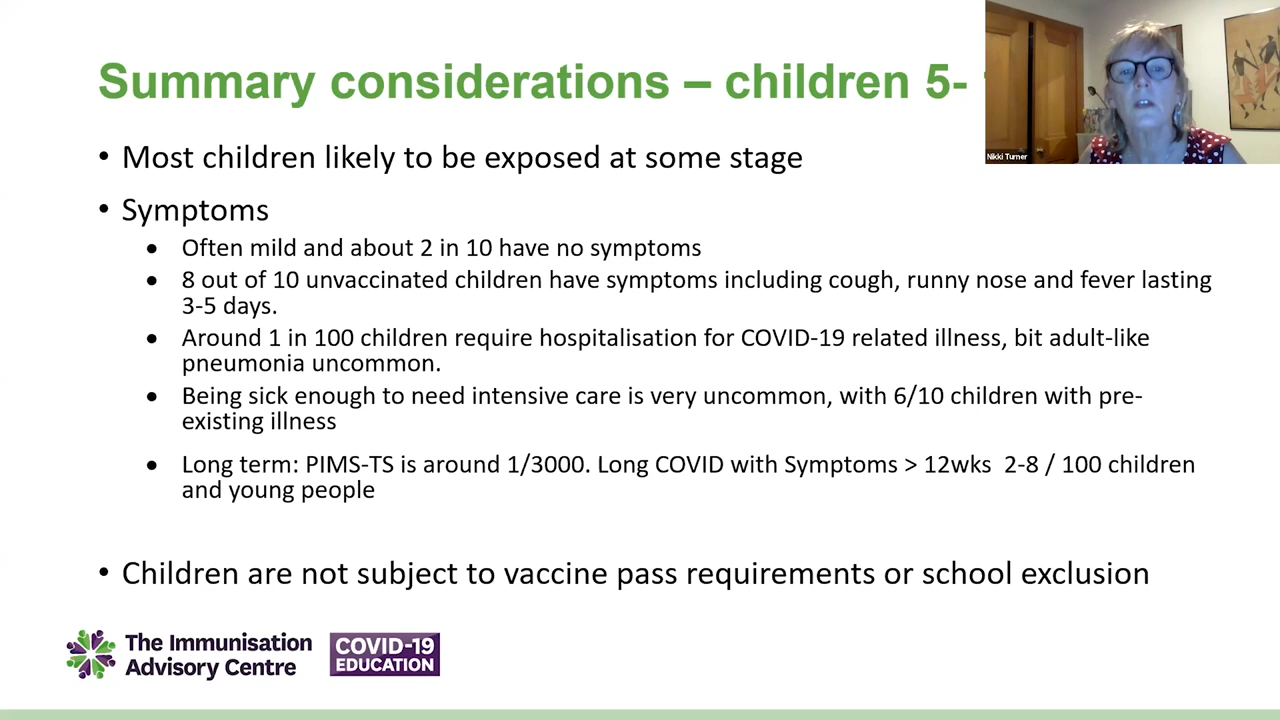 Summary considerations – children 5-
• Most children likely to be exposed at some stage
• Symptoms
• Often mild and about 2 in 10 have no symptoms
• 8 out of 10 unvaccinated children have symptoms including cough, runny nose and fever lasting
3-5 days.
• Around 1 in 100 children require hospitalisation for COVID-19 related illness, bit adult-like
pneumonia uncommon.
• Being sick enough to need intensive care is very uncommon, with 6/10 children with pre-
existing illness
• Long term: PIMS-TS is around 1/3000. Long COVID with Symptoms > 12wks 2-8 / 100 children
and young people
• Children are not subject to vaccine pass requirements or school exclusion
Nikki Turner
The Immunisation
Advisory Centre
COVID-19
EDUCATION